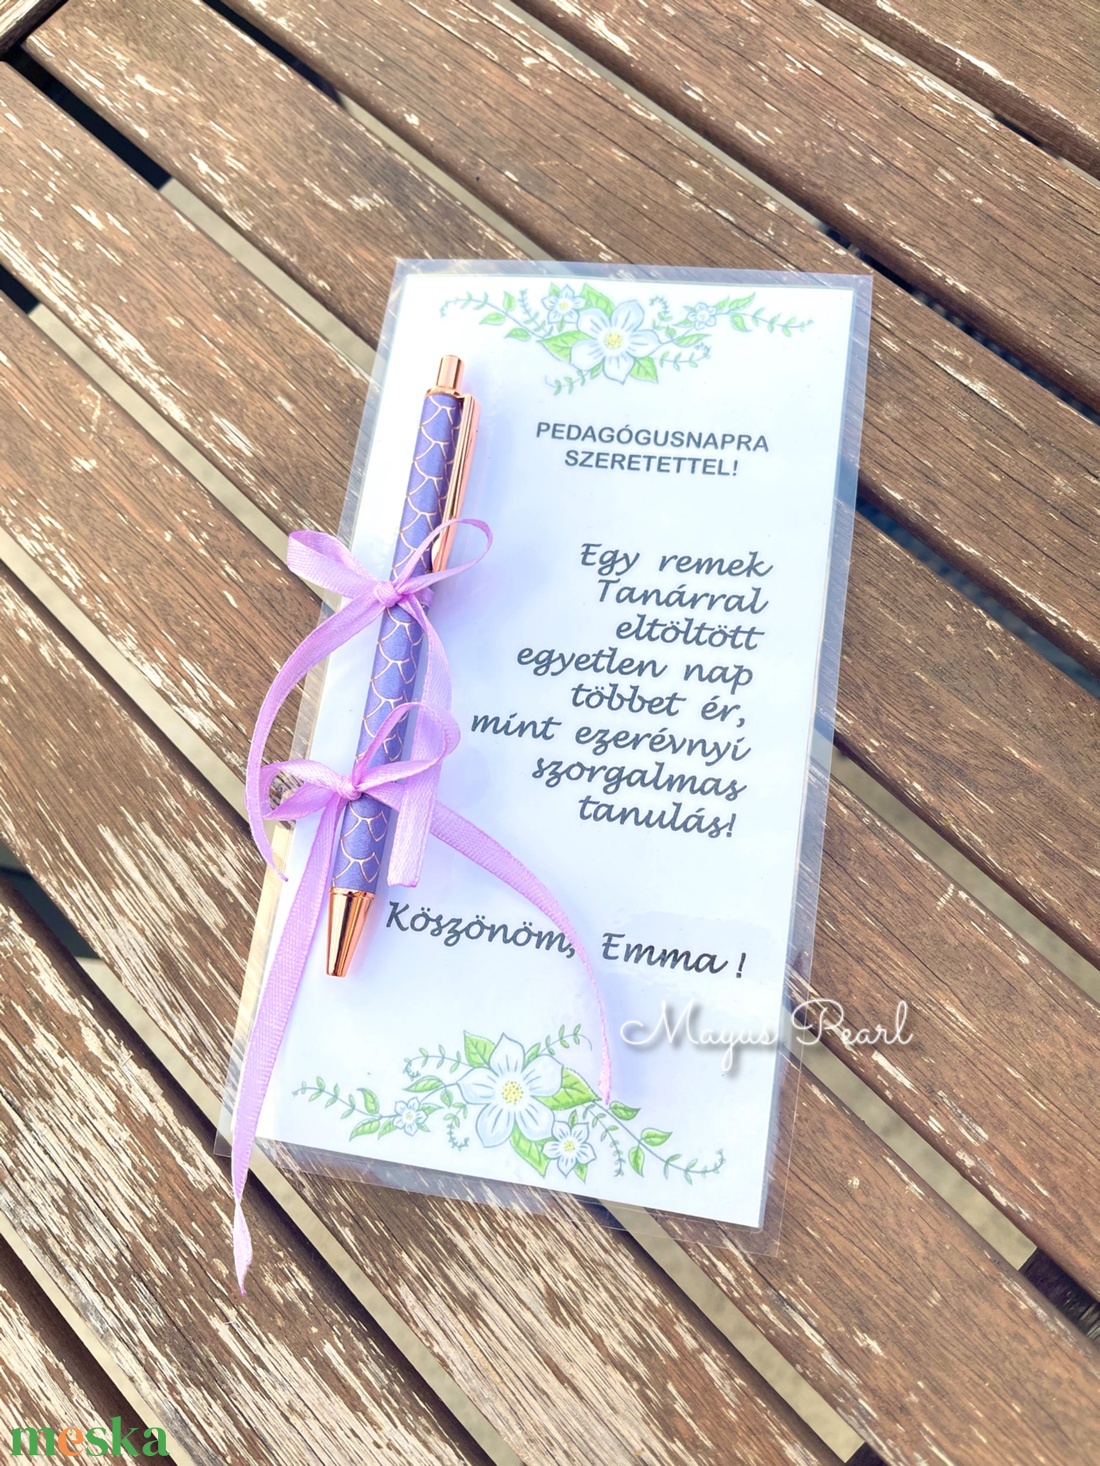 PEDAGÓGUSNAPRA
SZERETETTEL!
Egy remek
Tanárral
eltöltött
egyetlen nap
többet ér,
mint ezerévnyi
szorgalmas
tanulás!
Köszönöm, Emma !
Mayus Pearl
meska